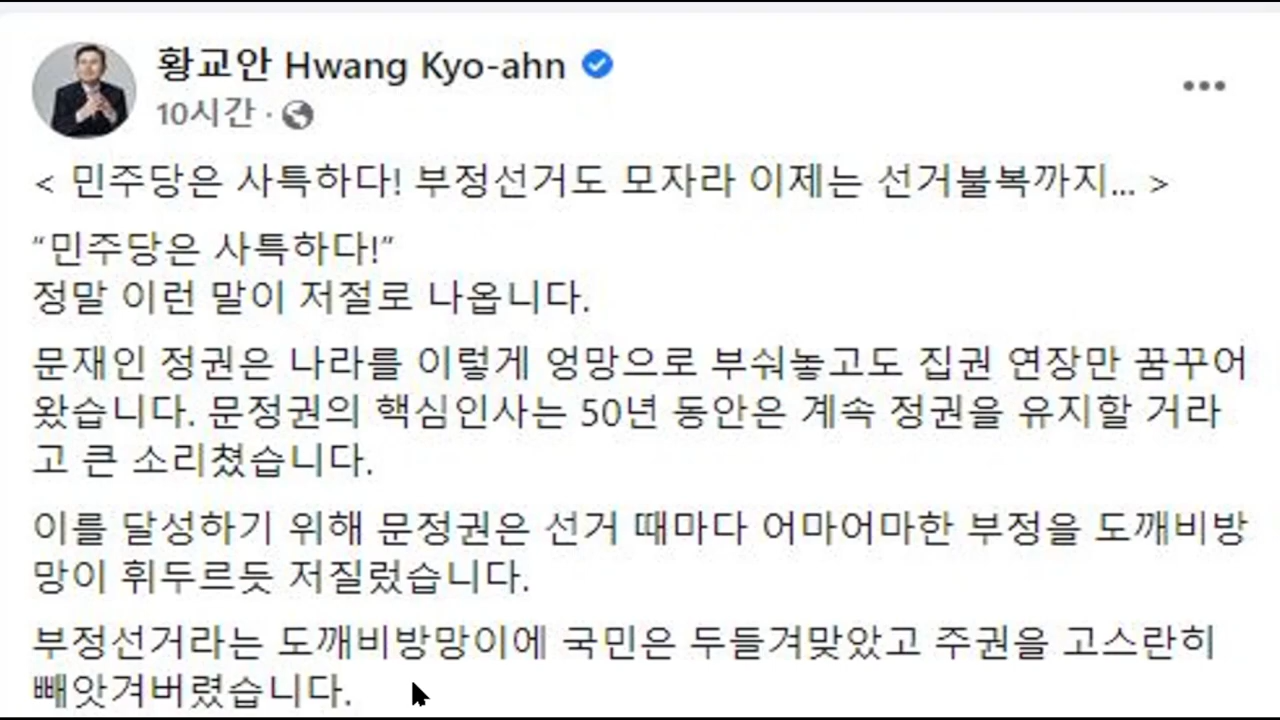 황교안 Hwang Kyo-ahn
10시간 ·
< 민주당은 사특하다! 부정선거도 모자라 이제는 선거불복까지... >
“민주당은 사특하다!”
정말 이런 말이 저절로 나옵니다.
문재인 정권은 나라를 이렇게 엉망으로 부숴놓고도 집권 연장만 꿈꾸어
왔습니다. 문정권의 핵심인사는 50년 동안은 계속 정권을 유지할 거라
고 큰 소리쳤습니다.
이를 달성하기 위해 문정권은 선거 때마다 어마어마한 부정을 도깨비방
망이 휘두르듯 저질렀습니다.
부정선거라는 도깨비방망이에 국민은 두들겨맞았고 주권을 고스란히
빼앗겨버렸습니다.